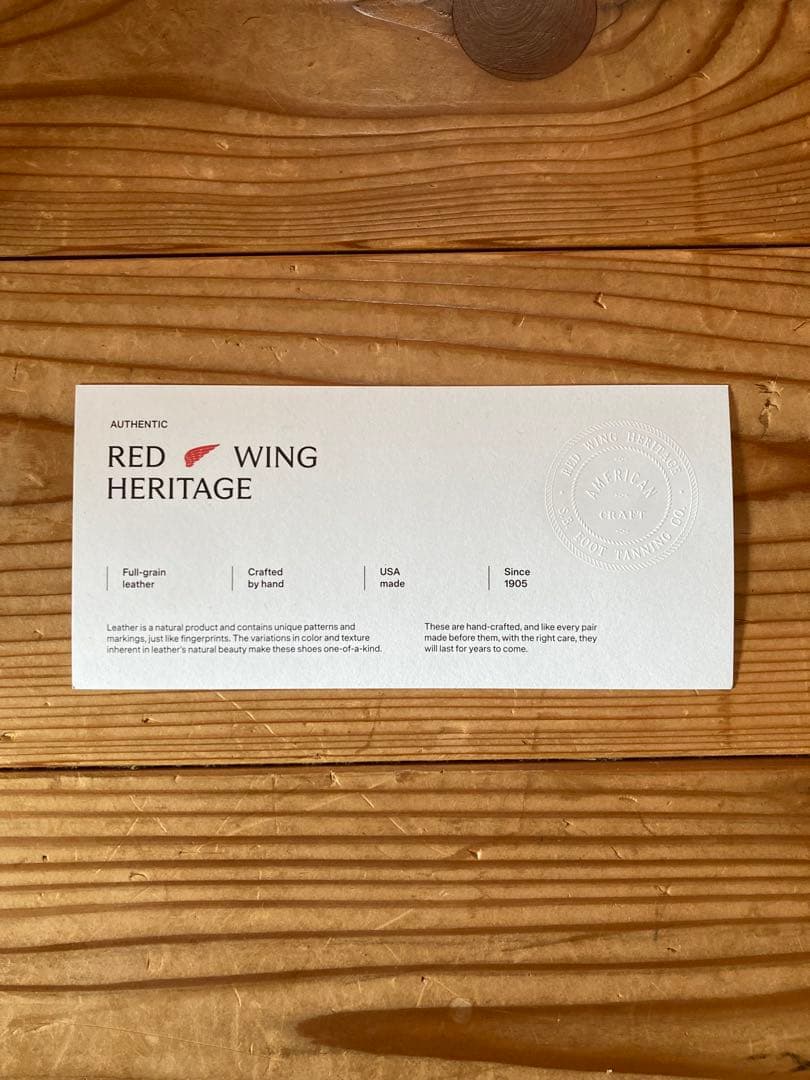 AUTHENTIC
RED WING
HERITAGE
RED WING HERITAGE
AMERICAN
CRAFT
· S.B. FOOT TANNING CO. ·
Full-grain
leather
Crafted
by hand
USA
made
Since
1905
Leather is a natural product and contains unique patterns and
markings, just like fingerprints. The variations in color and texture
inherent in leather's natural beauty make these shoes one-of-a-kind.
These are hand-crafted, and like every pair
made before them, with the right care, they
will last for years to come.